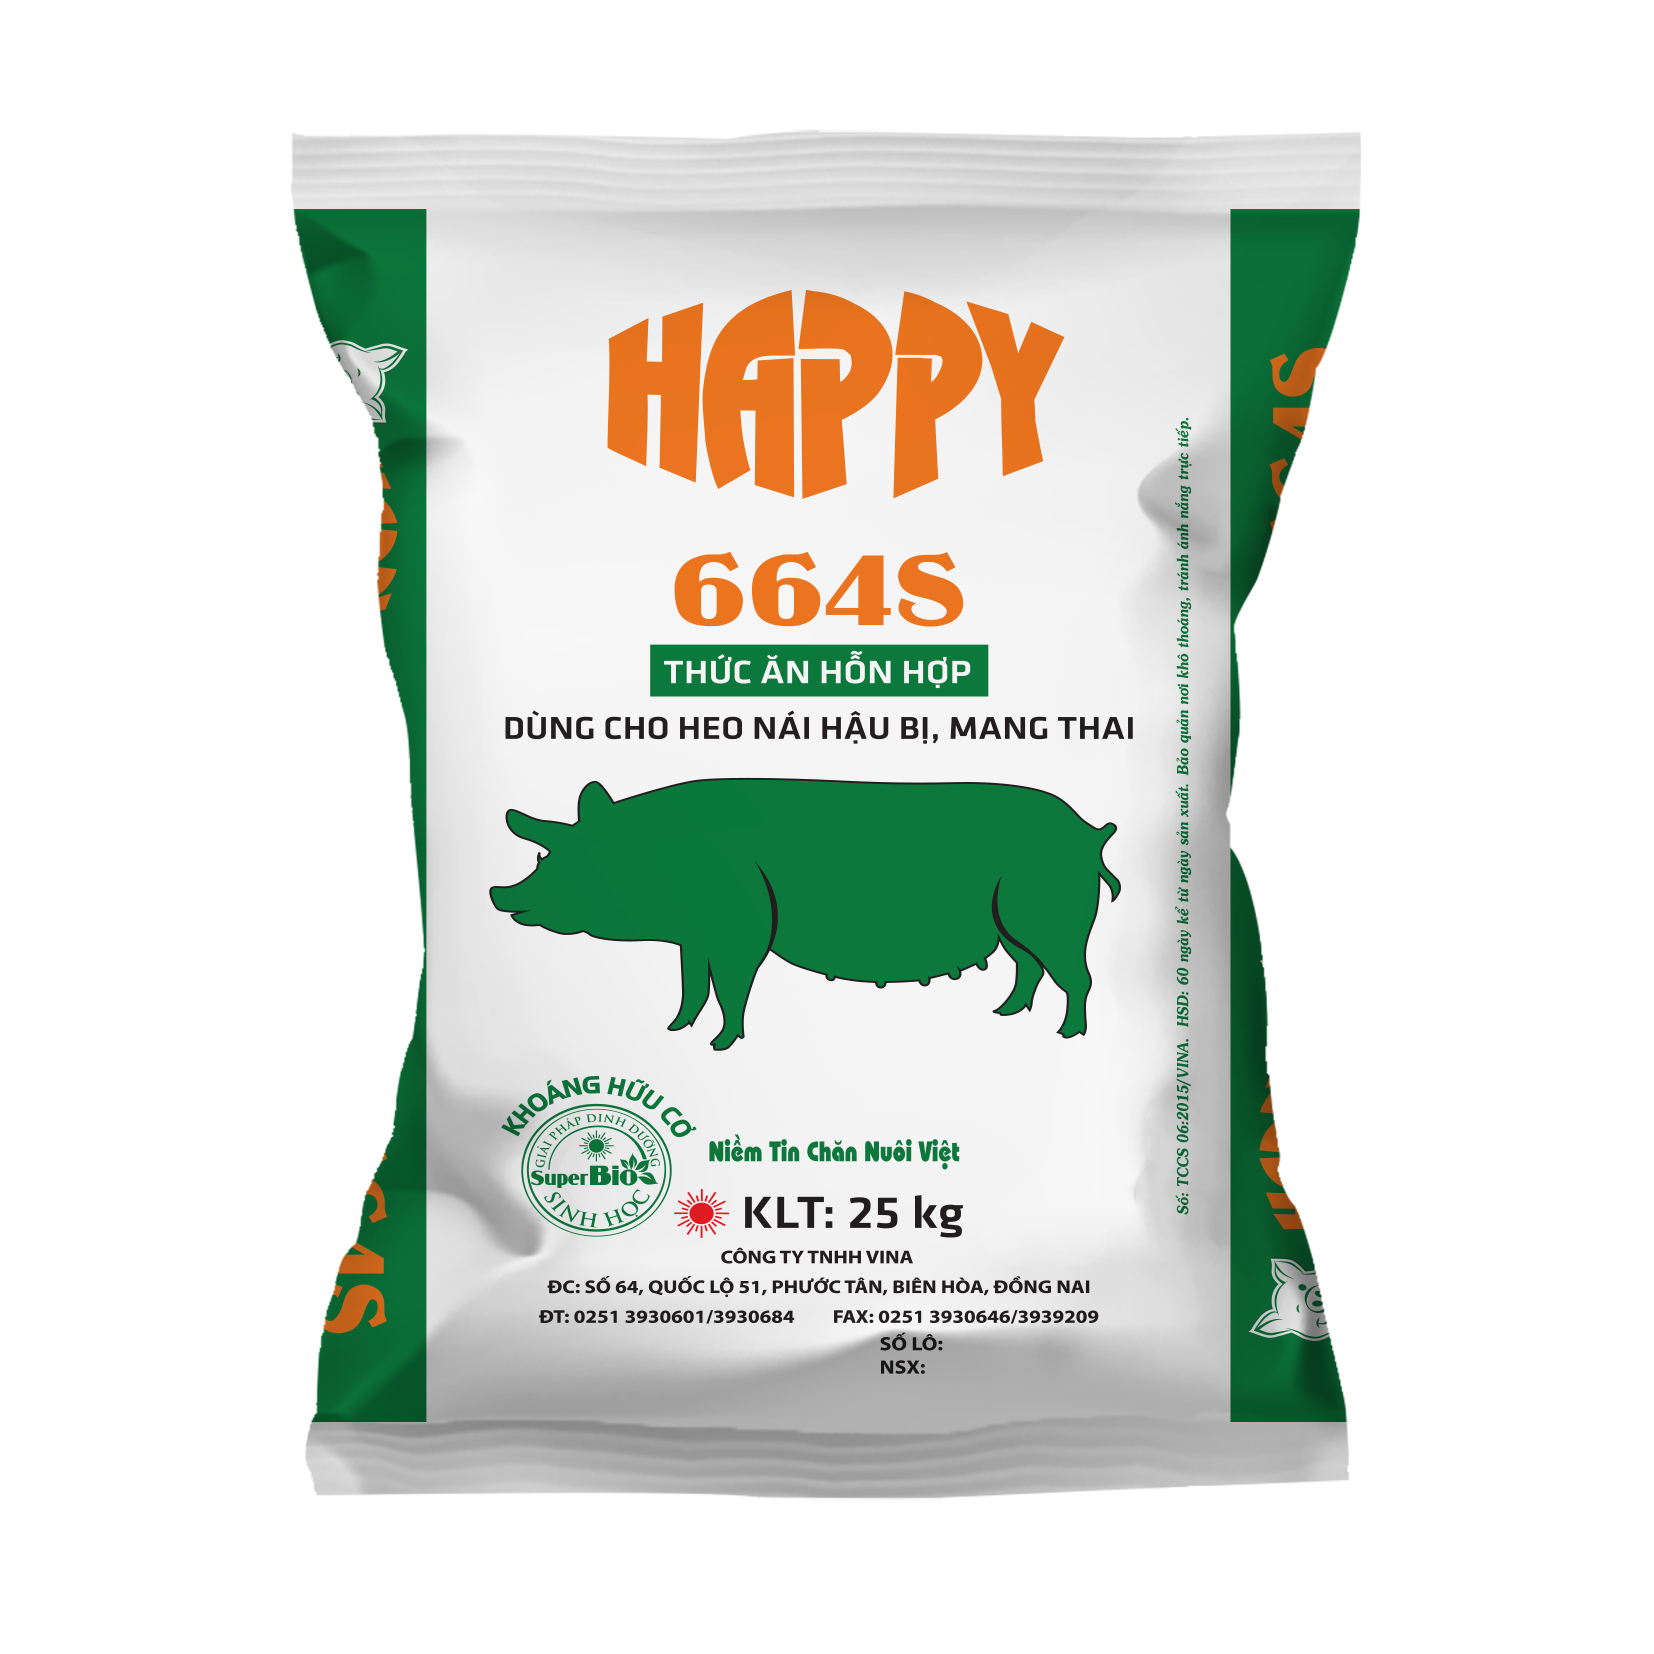 HAPPY
664S
THỨC ĂN HỖN HỢP
DÙNG CHO HEO NÁI HẬU BỊ, MANG THAI
KHOÁNG HỮU CƠ
GIẢI PHÁP DINH DƯỠNG
SuperBio
SINH HỌC
Niềm Tin Chăn Nuôi Việt
KLT: 25 kg
CÔNG TY TNHH VINA
ĐC: SỐ 64, QUỐC LỘ 51, PHƯỚC TÂN, BIÊN HÒA, ĐỒNG NAI
ĐT: 0251 3930601/3930684 FAX: 0251 3930646/3939209
SỐ LÔ:
NSX:
Số: TCCS 06:2015/VINA. HSD: 60 ngày kể từ ngày sản xuất. Bảo quản nơi khô thoáng, tránh ánh nắng trực tiếp.